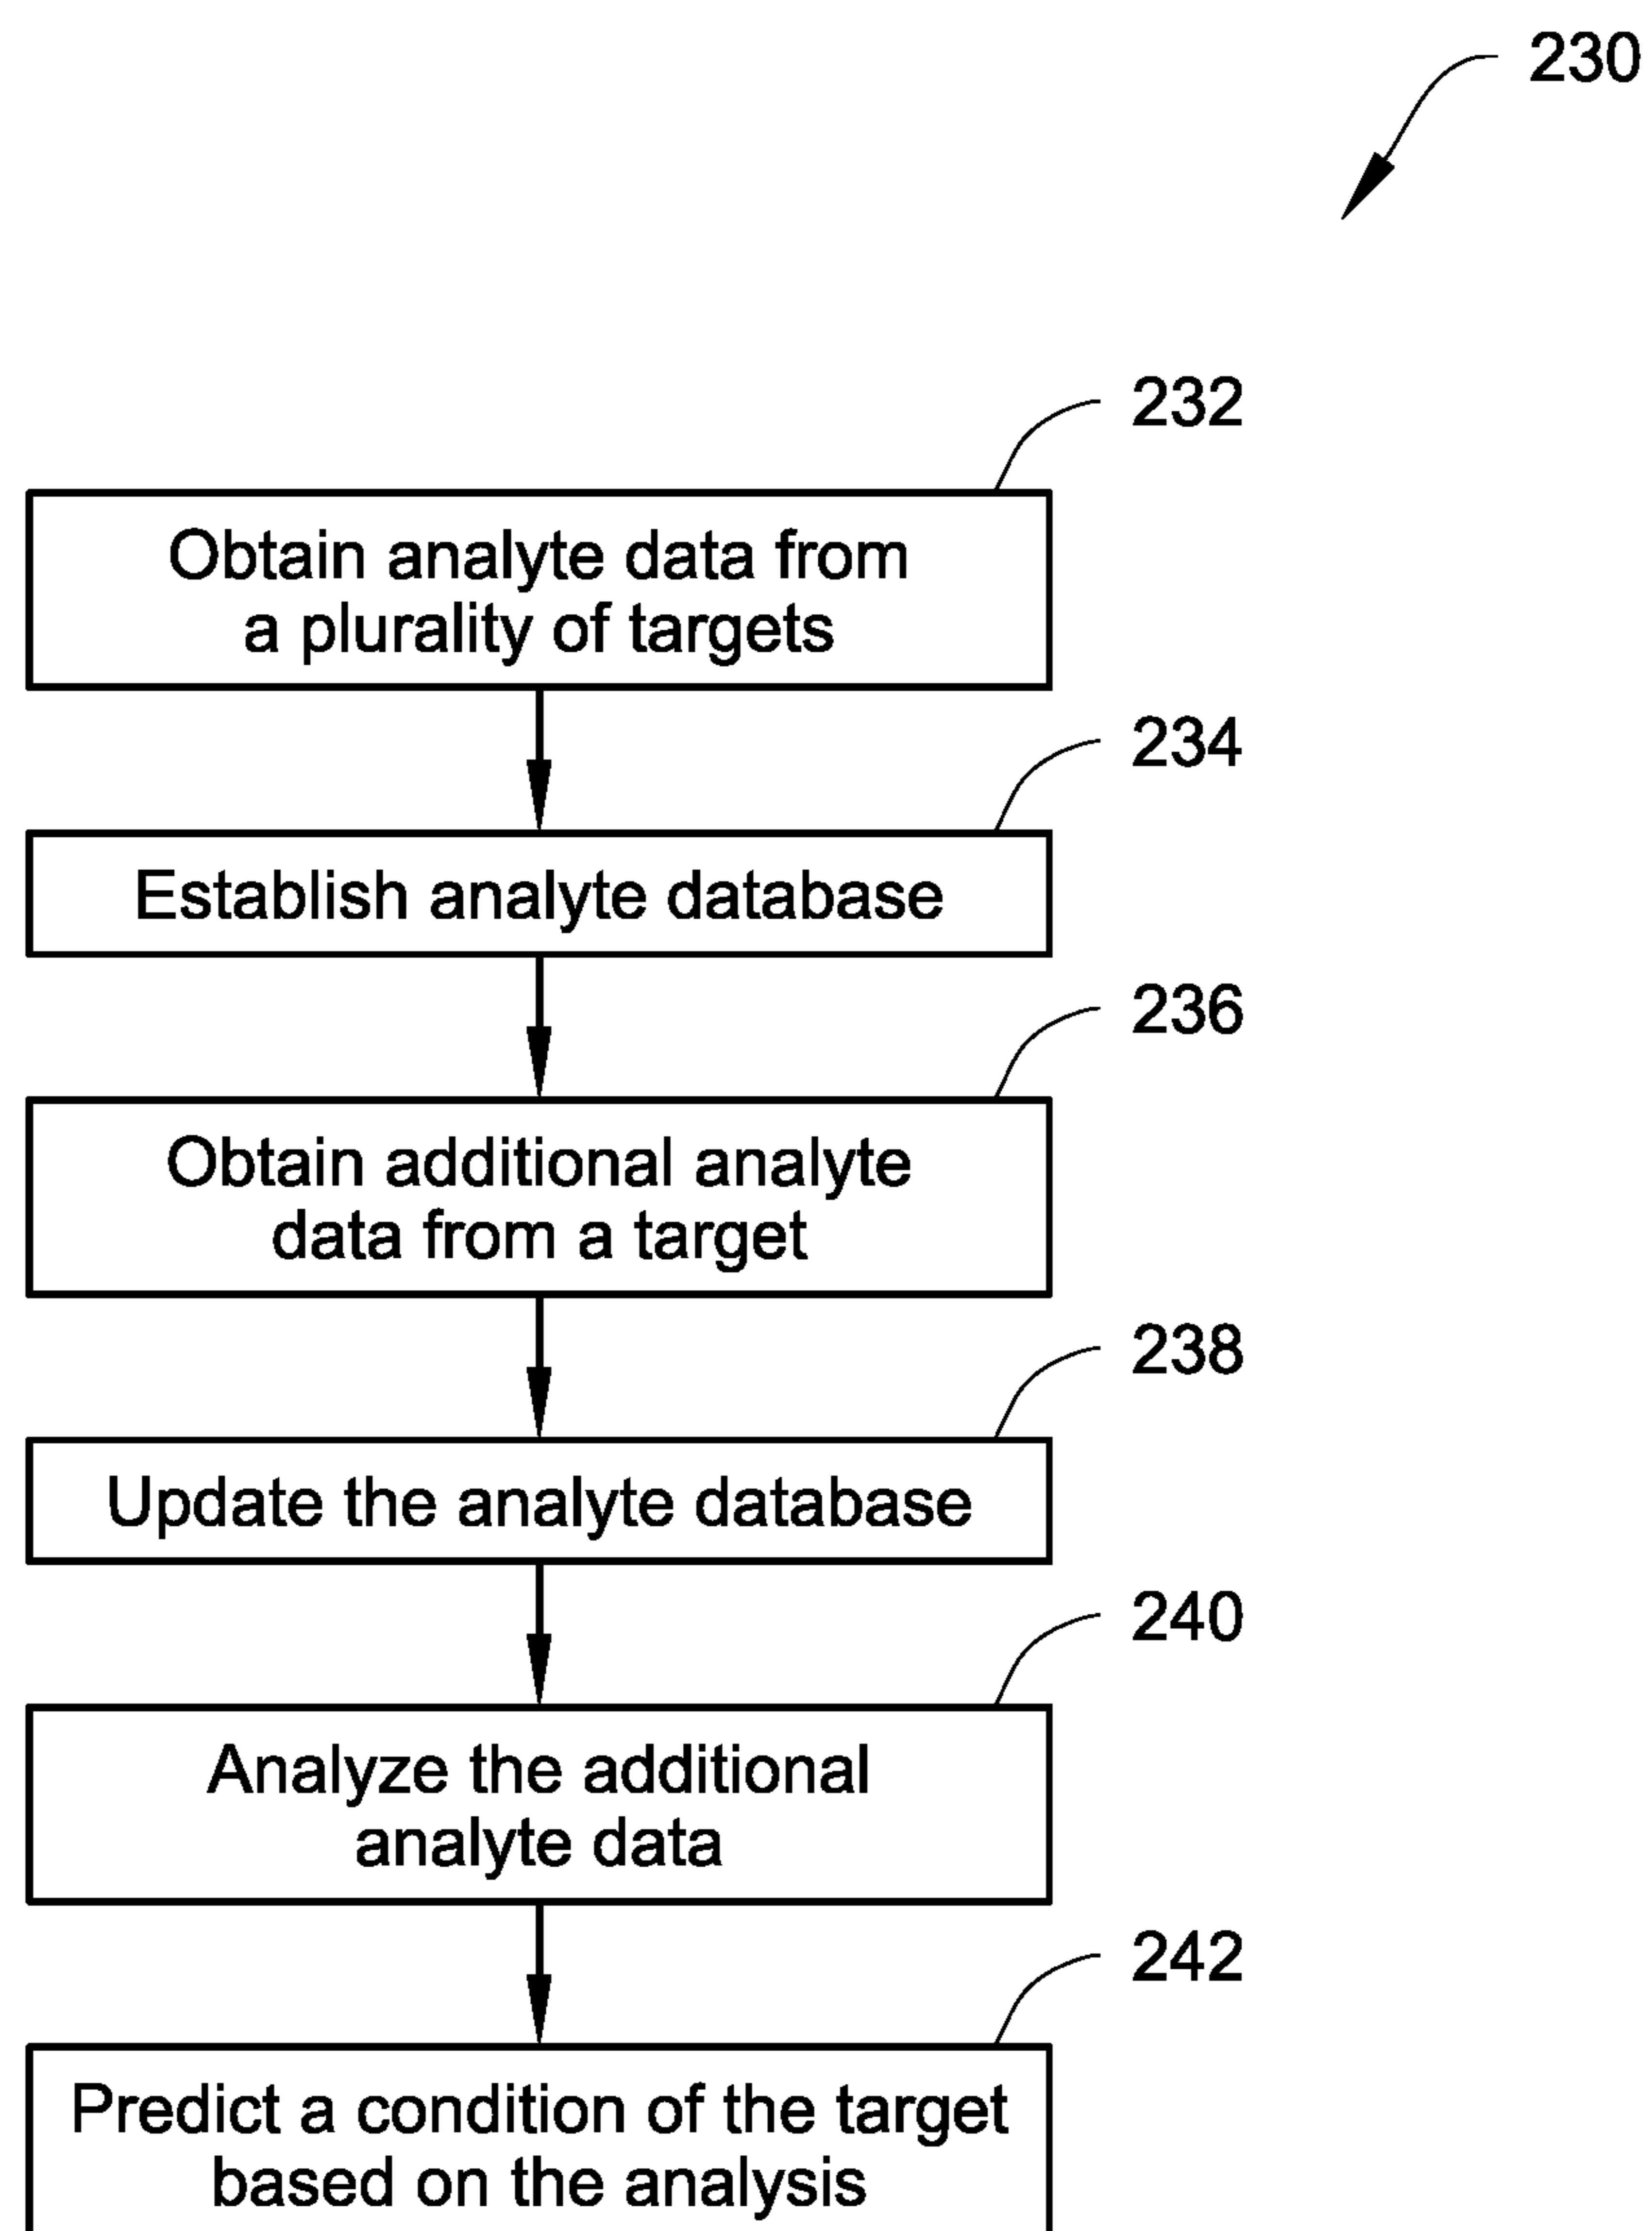 230
232
Obtain analyte data from
a plurality of targets
234
Establish analyte database
236
Obtain additional analyte
data from a target
238
Update the analyte database
240
Analyze the additional
analyte data
242
Predict a condition of the target
based on the analysis